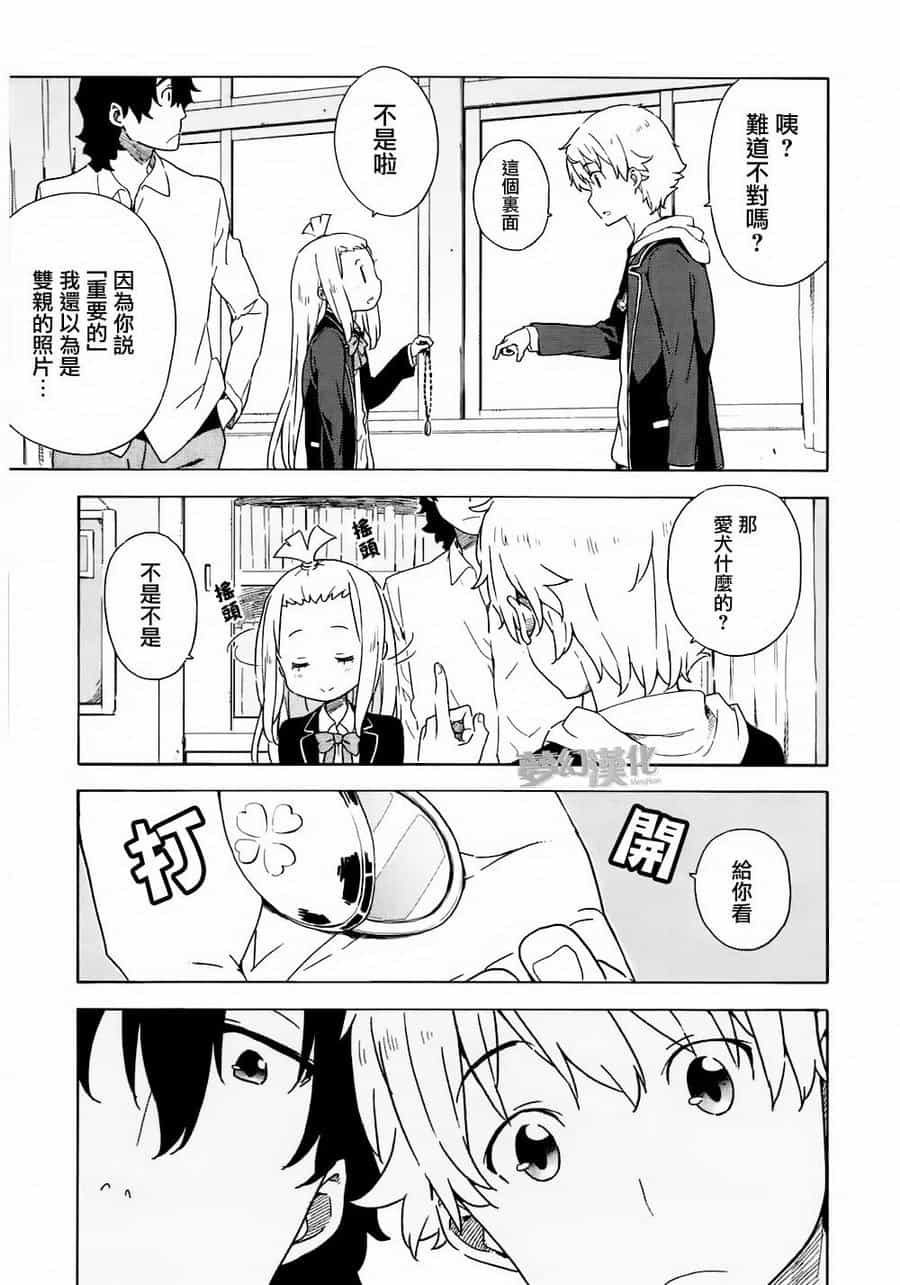 咦？
難道不對嗎？
這個裏面
不是啦
因為你說
「重要的」
我還以為是
雙親的照片…
那
愛犬什麼的？
搖頭
搖頭
不是不是
夢幻漢化
MengHuan
給你看
打開